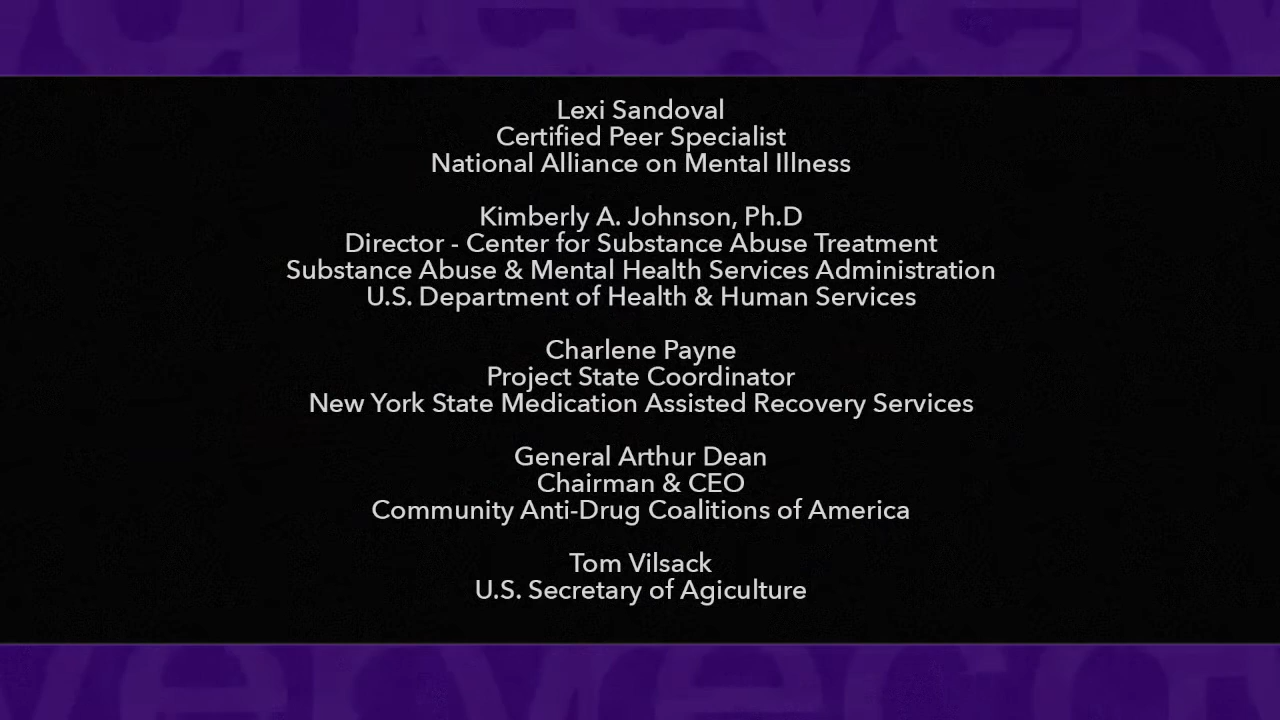 Lexi Sandoval
Certified Peer Specialist
National Alliance on Mental Illness
Kimberly A. Johnson, Ph.D
Director - Center for Substance Abuse Treatment
Substance Abuse & Mental Health Services Administration
U.S. Department of Health & Human Services
Charlene Payne
Project State Coordinator
New York State Medication Assisted Recovery Services
General Arthur Dean
Chairman & CEO
Community Anti-Drug Coalitions of America
Tom Vilsack
U.S. Secretary of Agiculture